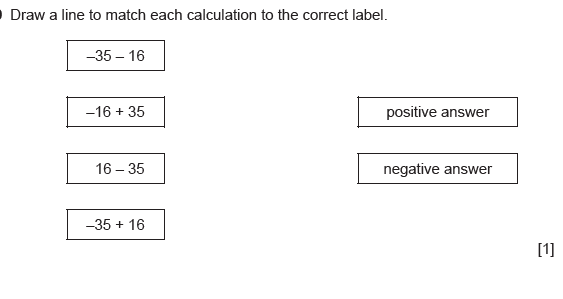 Draw a line to match each calculation to the correct label.
–35 – 16
–16 + 35
positive answer
16 – 35
negative answer
–35 + 16
[1]